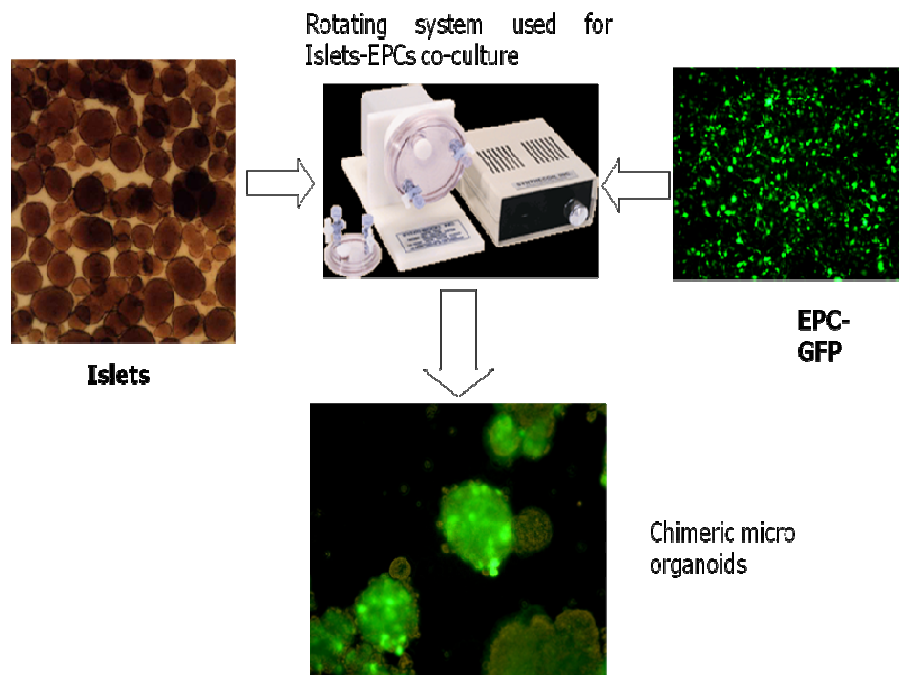 Rotating system used for
Islets-EPCs co-culture
Islets
EPC-
GFP
Chimeric micro
organoids